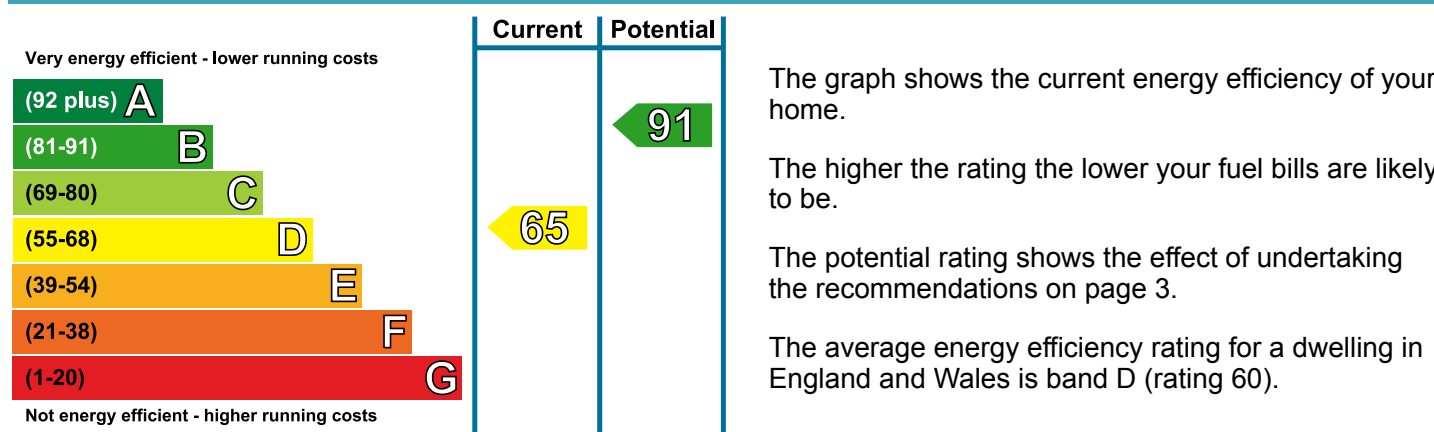 Current Potential
Very energy efficient - lower running costs
(92 plus) A
(81-91) B
(69-80) C
(55-68) D
(39-54) E
(21-38) F
(1-20) G
Not energy efficient - higher running costs
65
91
The graph shows the current energy efficiency of your
home.
The higher the rating the lower your fuel bills are likely
to be.
The potential rating shows the effect of undertaking
the recommendations on page 3.
The average energy efficiency rating for a dwelling in
England and Wales is band D (rating 60).